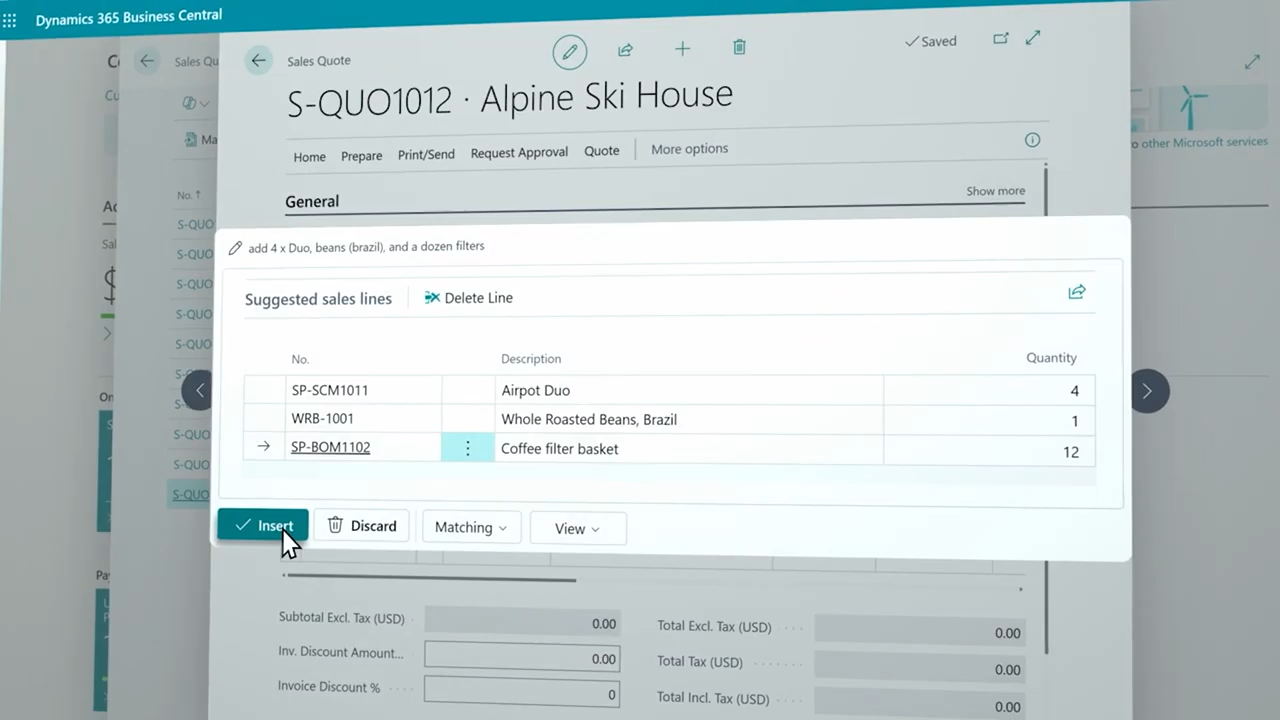 Dynamics 365 Business Central
Sales Quote
Saved
S-QUO1012 · Alpine Ski House
Home Prepare Print/Send Request Approval Quote More options
o other Microsoft services
No. ↑
General
Show more
S-QUO
S-QUO
S-QUO
S-QUO
S-QUO
S-QUO
S-QUO
S-QUO
add 4 x Duo, beans (brazil), and a dozen filters
Suggested sales lines Delete Line
No. Description Quantity
SP-SCM1011 Airpot Duo 4
WRB-1001 Whole Roasted Beans, Brazil 1
SP-BOM1102 Coffee filter basket 12
Insert Discard Matching View
Subtotal Excl. Tax (USD) 0.00 Total Excl. Tax (USD) 0.00
Inv. Discount Amount... 0.00 Total Tax (USD) 0.00
Invoice Discount % 0 Total Incl. Tax (USD) 0.00